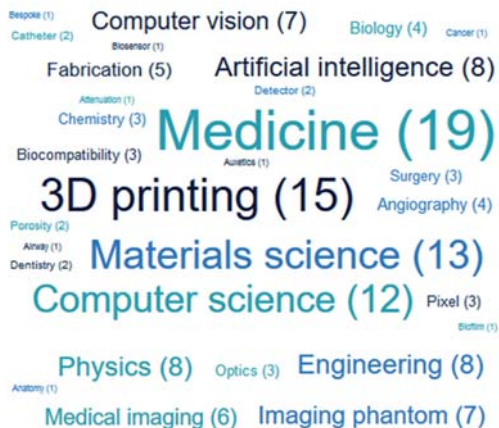 Bespoke (1)
Computer vision (7)
Biology (4)
Cancer (1)
Catheter (2)
Biosensor (1)
Fabrication (5)
Artificial intelligence (8)
Attenuation (1)
Detector (2)
Chemistry (3)
Medicine (19)
Biocompatibility (3)
Auxetics (1)
3D printing (15)
Surgery (3)
Angiography (4)
Porosity (2)
Airway (1)
Materials science (13)
Dentistry (2)
Computer science (12)
Pixel (3)
Biofilm (1)
Physics (8)
Optics (3)
Engineering (8)
Anatomy (1)
Medical imaging (6)
Imaging phantom (7)